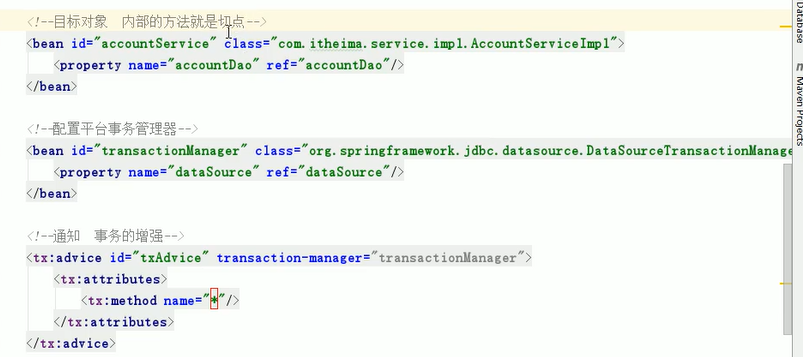 <!--目标对象  内部的方法就是切点-->
<bean id="accountService" class="com.itheima.service.impl.AccountServiceImpl">
    <property name="accountDao" ref="accountDao"/>
</bean>
<!--配置平台事务管理器-->
<bean id="transactionManager" class="org.springframework.jdbc.datasource.DataSourceTransactionManage
    <property name="dataSource" ref="dataSource"/>
</bean>
<!--通知  事务的增强-->
<tx:advice id="txAdvice" transaction-manager="transactionManager">
    <tx:attributes>
        <tx:method name="*"/>
    </tx:attributes>
</tx:advice>
Database
m Maven Projects